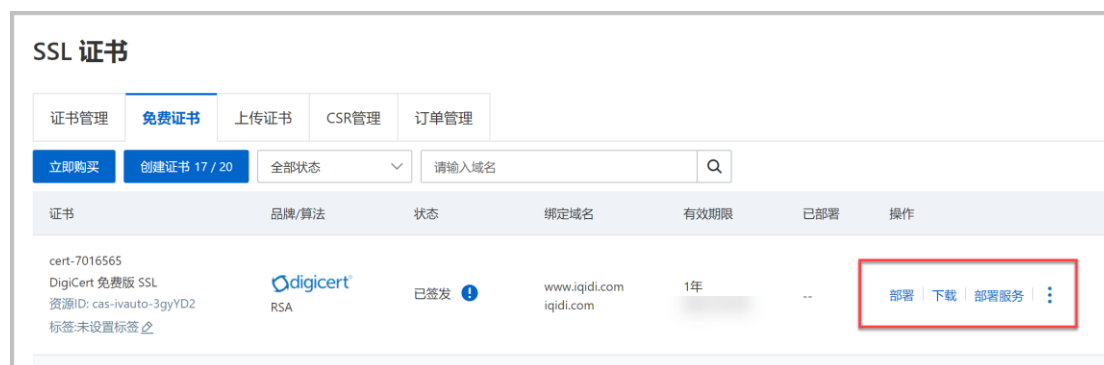 SSL 证书
证书管理 免费证书 上传证书 CSR管理 订单管理
立即购买 创建证书 17 / 20 全部状态 请输入域名
证书 品牌/算法 状态 绑定域名 有效期限 已部署 操作
cert-7016565
DigiCert 免费版 SSL
资源ID: cas-ivauto-3gyYD2
标签:未设置标签
digicert®
RSA
已签发
www.iqidi.com
iqidi.com
1年
--
部署 下载 部署服务